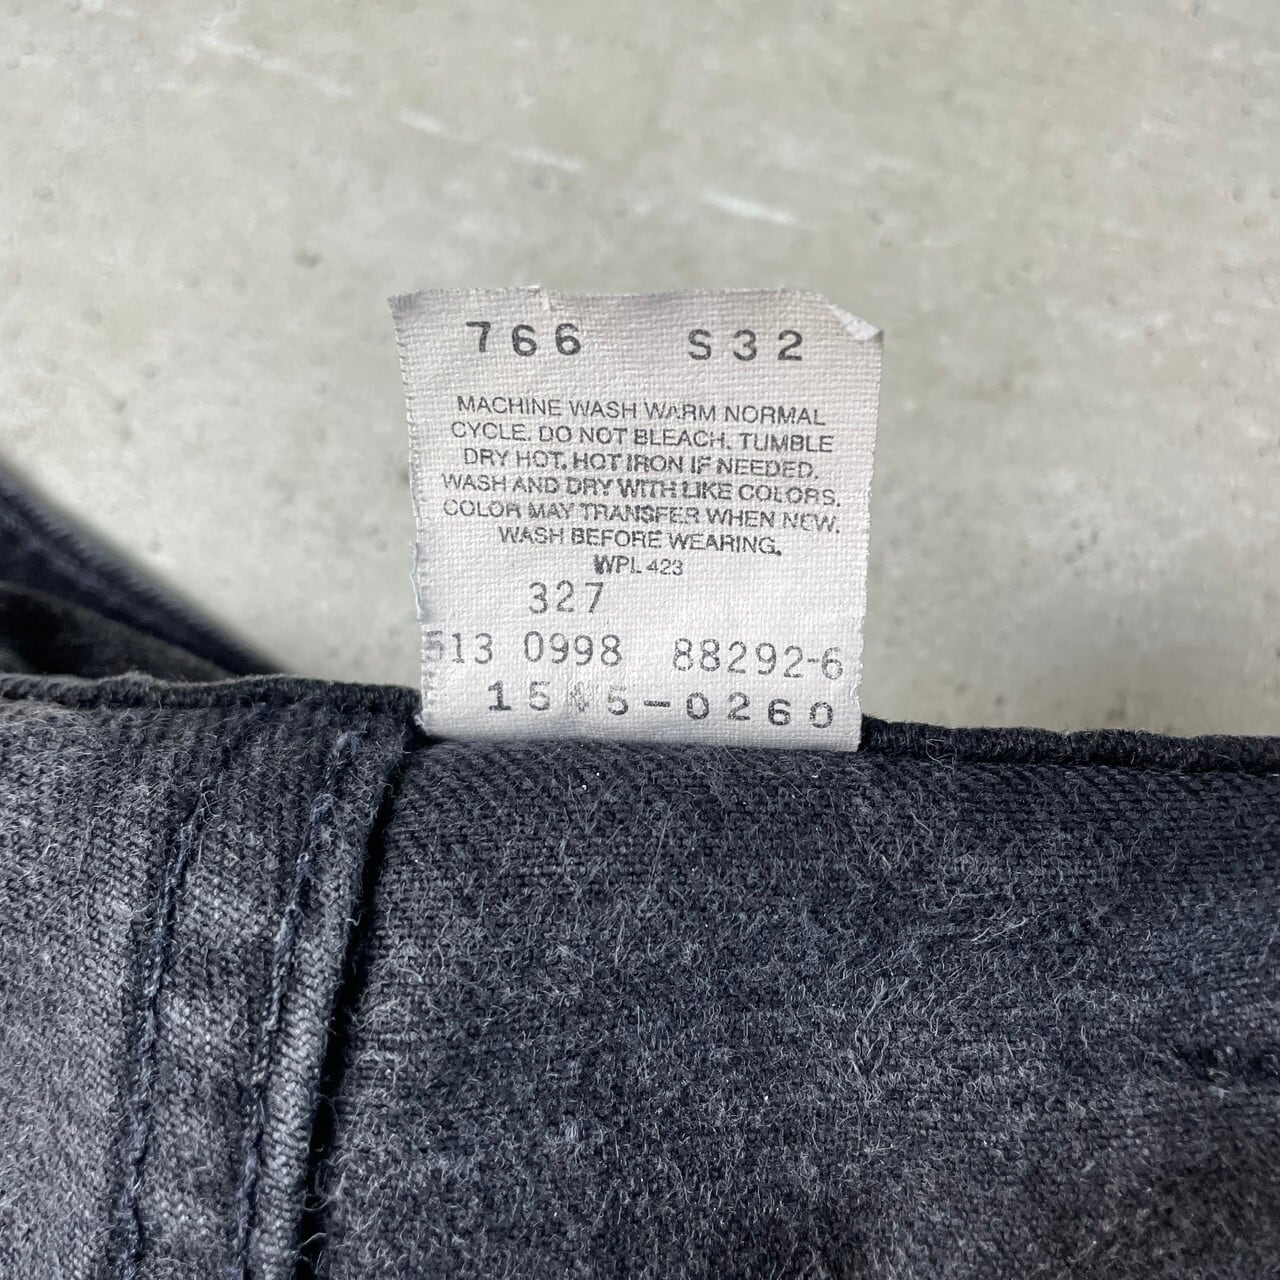 766 S32
MACHINE WASH WARM NORMAL
CYCLE. DO NOT BLEACH. TUMBLE
DRY HOT. HOT IRON IF NEEDED.
WASH AND DRY WITH LIKE COLORS.
COLOR MAY TRANSFER WHEN NEW.
WASH BEFORE WEARING.
WPL 423
327
513 0998 88292-6
-0260